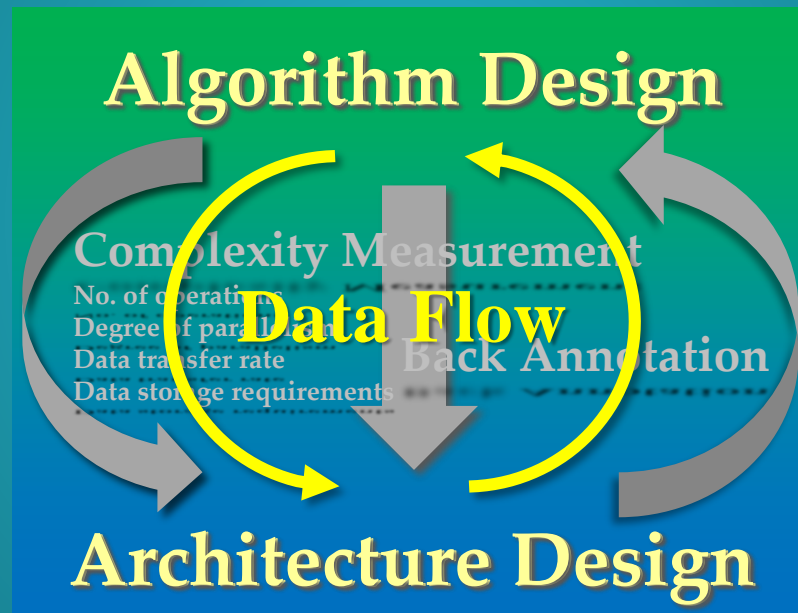 Algorithm Design
Complexity Measurement
No. of operations
Degree of parallelism
Data Flow
Data transfer rate
Back Annotation
Data storage requirements
Architecture Design